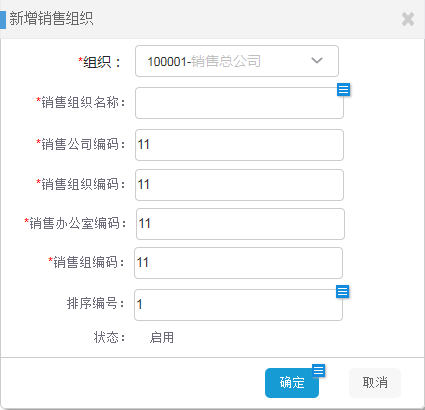 新增销售组织
*组织： 100001-销售总公司
*销售组织名称：
*销售公司编码： 11
*销售组织编码： 11
*销售办公室编码： 11
*销售组编码： 11
排序编号： 1
状态： 启用
确定 取消